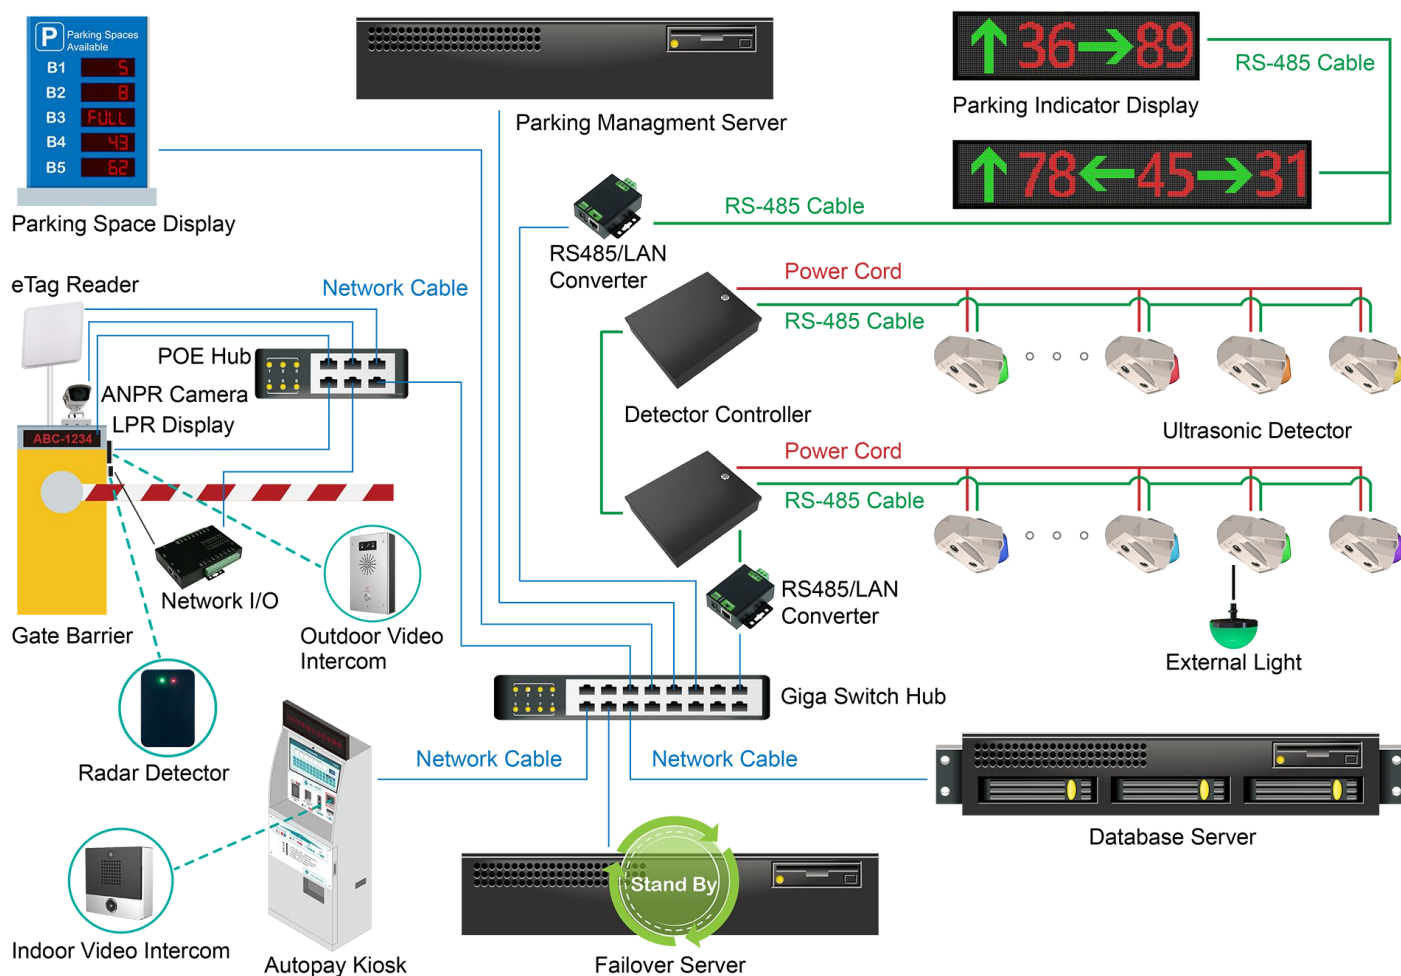 P Parking Spaces
Available
B1 5
B2 8
B3 FULL
B4 43
B5 62
Parking Space Display
Parking Managment Server
36 89
RS-485 Cable
Parking Indicator Display
78 45 31
RS-485 Cable
RS485/LAN
Converter
eTag Reader
Network Cable
POE Hub
ANPR Camera
LPR Display
ABC-1234
Power Cord
RS-485 Cable
Detector Controller
Ultrasonic Detector
Power Cord
RS-485 Cable
Network I/O
Gate Barrier
Outdoor Video
Intercom
RS485/LAN
Converter
External Light
Giga Switch Hub
Radar Detector
Network Cable
Network Cable
Database Server
Stand By
Indoor Video Intercom
Autopay Kiosk
Failover Server